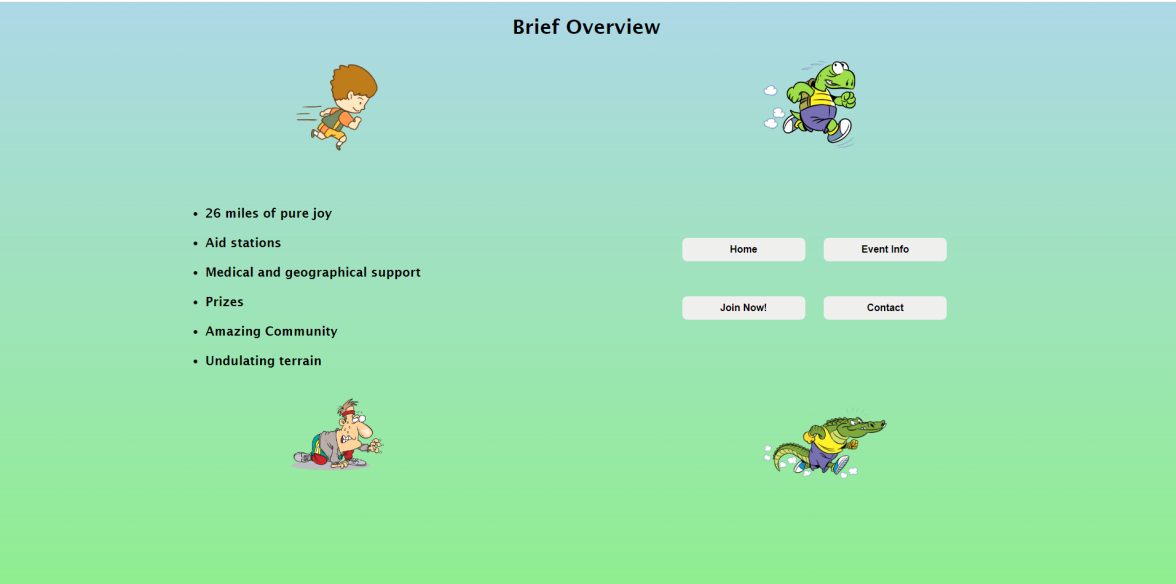 Brief Overview
• 26 miles of pure joy
• Aid stations
• Medical and geographical support
• Prizes
• Amazing Community
• Undulating terrain
Home
Event Info
Join Now!
Contact